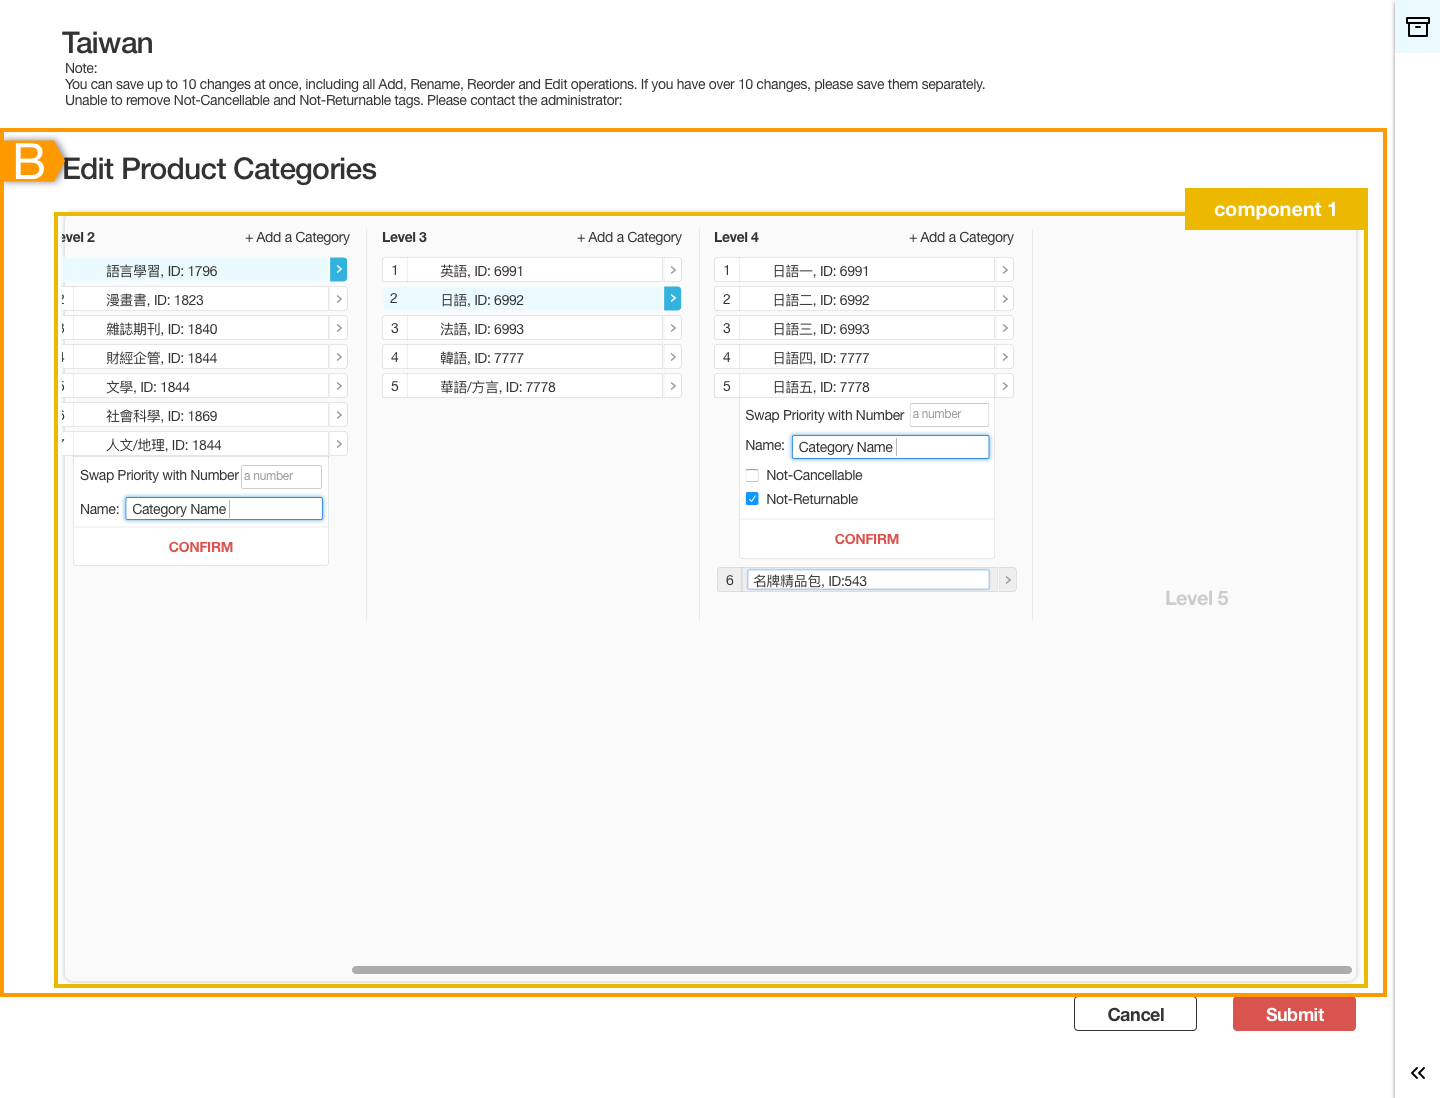 Taiwan
Note:
You can save up to 10 changes at once, including all Add, Rename, Reorder and Edit operations. If you have over 10 changes, please save them separately.
Unable to remove Not-Cancellable and Not-Returnable tags. Please contact the administrator:
B
Edit Product Categories
component 1
evel 2
+ Add a Category
語言學習, ID: 1796
2 漫畫書, ID: 1823
3 雜誌期刊, ID: 1840
4 財經企管, ID: 1844
5 文學, ID: 1844
6 社會科學, ID: 1869
7 人文/地理, ID: 1844
Swap Priority with Number a number
Name: Category Name
CONFIRM
Level 3
+ Add a Category
1 英語, ID: 6991
2 日語, ID: 6992
3 法語, ID: 6993
4 韓語, ID: 7777
5 華語/方言, ID: 7778
Level 4
+ Add a Category
1 日語一, ID: 6991
2 日語二, ID: 6992
3 日語三, ID: 6993
4 日語四, ID: 7777
5 日語五, ID: 7778
Swap Priority with Number a number
Name: Category Name
Not-Cancellable
Not-Returnable
CONFIRM
6 名牌精品包, ID:543
Level 5
Cancel
Submit